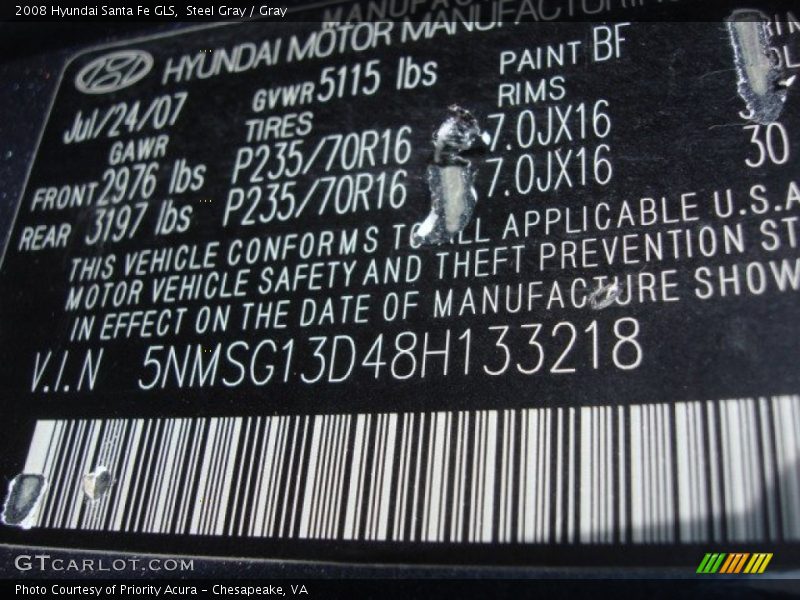 2008 Hyundai Santa Fe GLS, Steel Gray / Gray
HYUNDAI MOTOR
Jul/24/07 GVWR 5115 lbs PAINT BF
GAWR TIRES RIMS
FRONT 2976 lbs P235/70R16 7.0JX16 30
REAR 3197 lbs P235/70R16 7.0JX16
THIS VEHICLE CONFORMS APPLICABLE U.S.A
MOTOR VEHICLE SAFETY AND THEFT PREVENTION ST
IN EFFECT ON THE DATE OF MANUFACTURE SHOW
V.I.N 5NMSG13D48H133218
GTCARLOT.COM
Photo Courtesy of Priority Acura - Chesapeake, VA